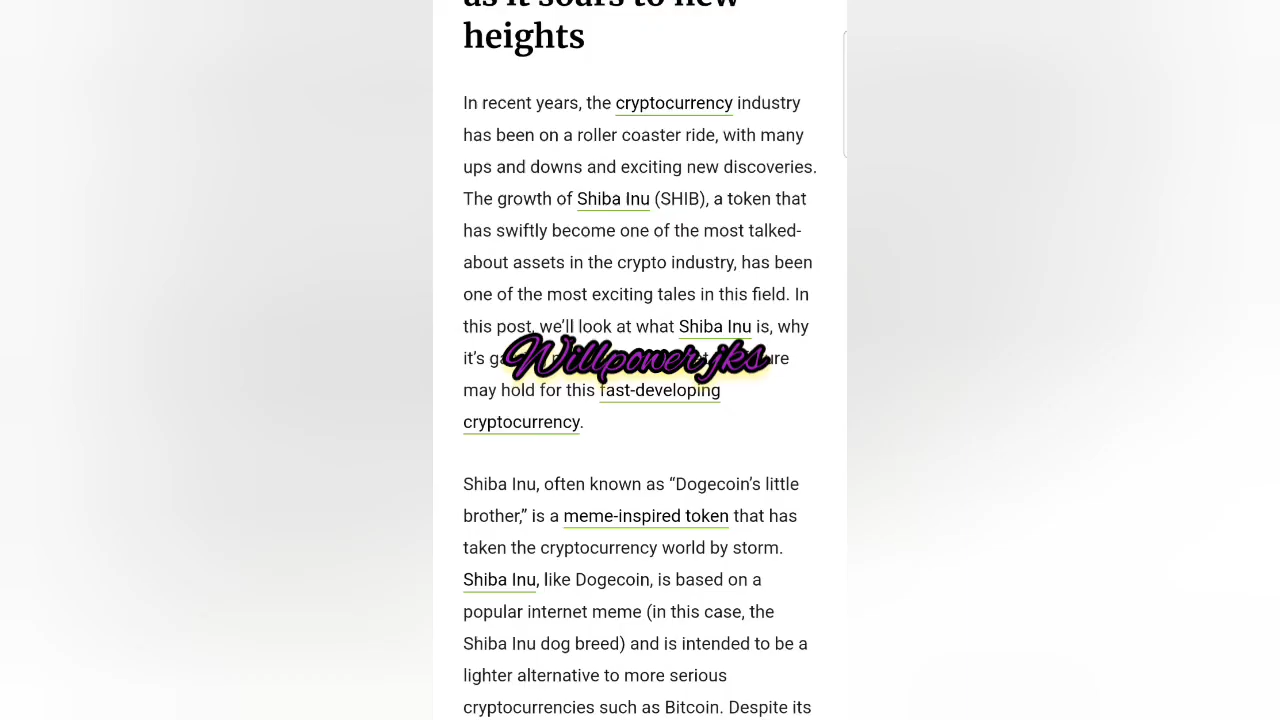 as it soars to new
heights
In recent years, the cryptocurrency industry
has been on a roller coaster ride, with many
ups and downs and exciting new discoveries.
The growth of Shiba Inu (SHIB), a token that
has swiftly become one of the most talked-
about assets in the crypto industry, has been
one of the most exciting tales in this field. In
this post, we’ll look at what Shiba Inu is, why
it’s
Willpower jks
may hold for this fast-developing
cryptocurrency.
Shiba Inu, often known as “Dogecoin’s little
brother,” is a meme-inspired token that has
taken the cryptocurrency world by storm.
Shiba Inu, like Dogecoin, is based on a
popular internet meme (in this case, the
Shiba Inu dog breed) and is intended to be a
lighter alternative to more serious
cryptocurrencies such as Bitcoin. Despite its